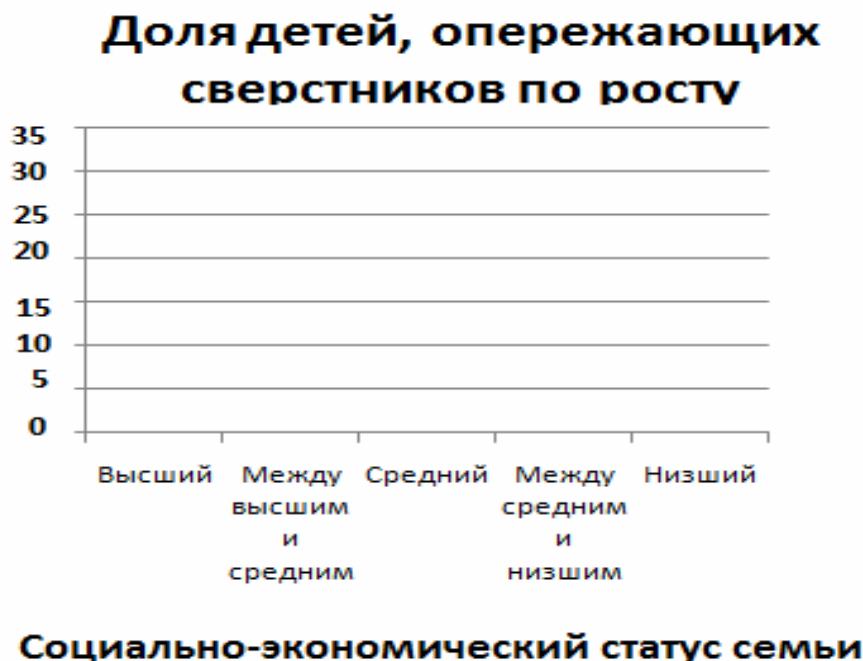 Доля детей, опережающих
сверстников по росту
35
30
25
20
15
10
5
0
Высший
Между
высшим
и
средним
Средний
Между
средним
и
низшим
Низший
Социально-экономический статус семьи